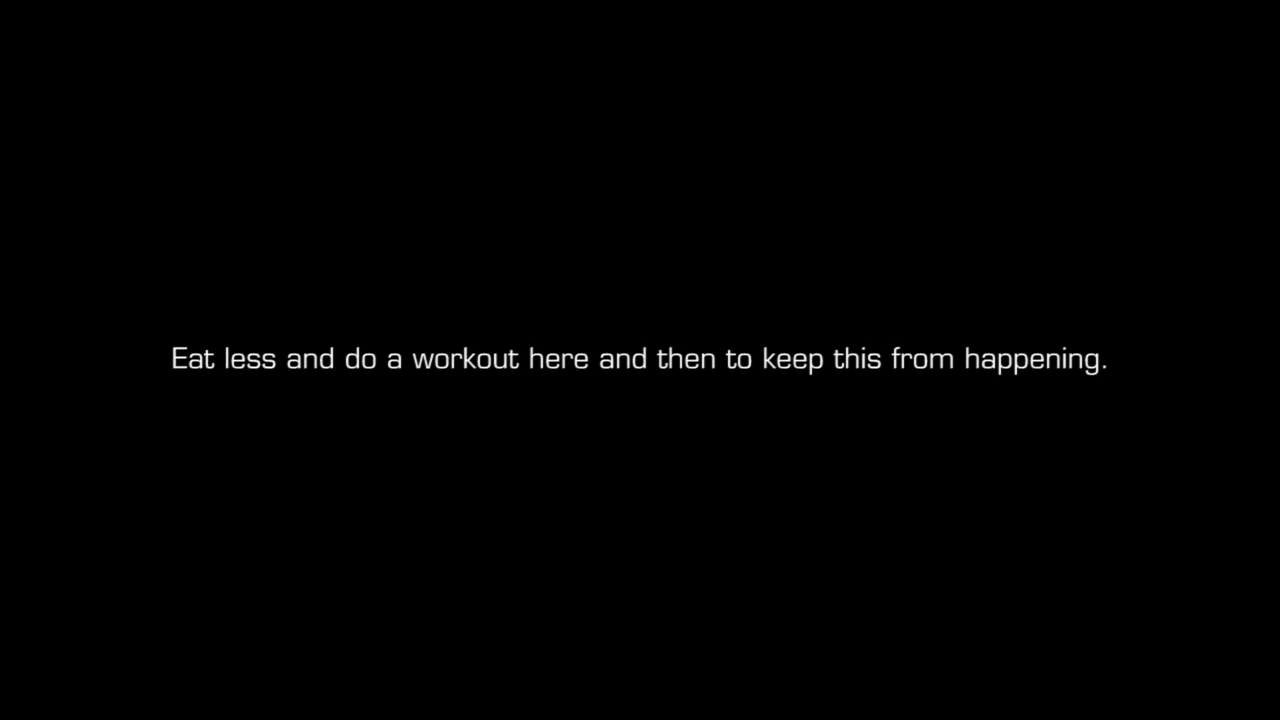 Eat less and do a workout here and then to keep this from happening.